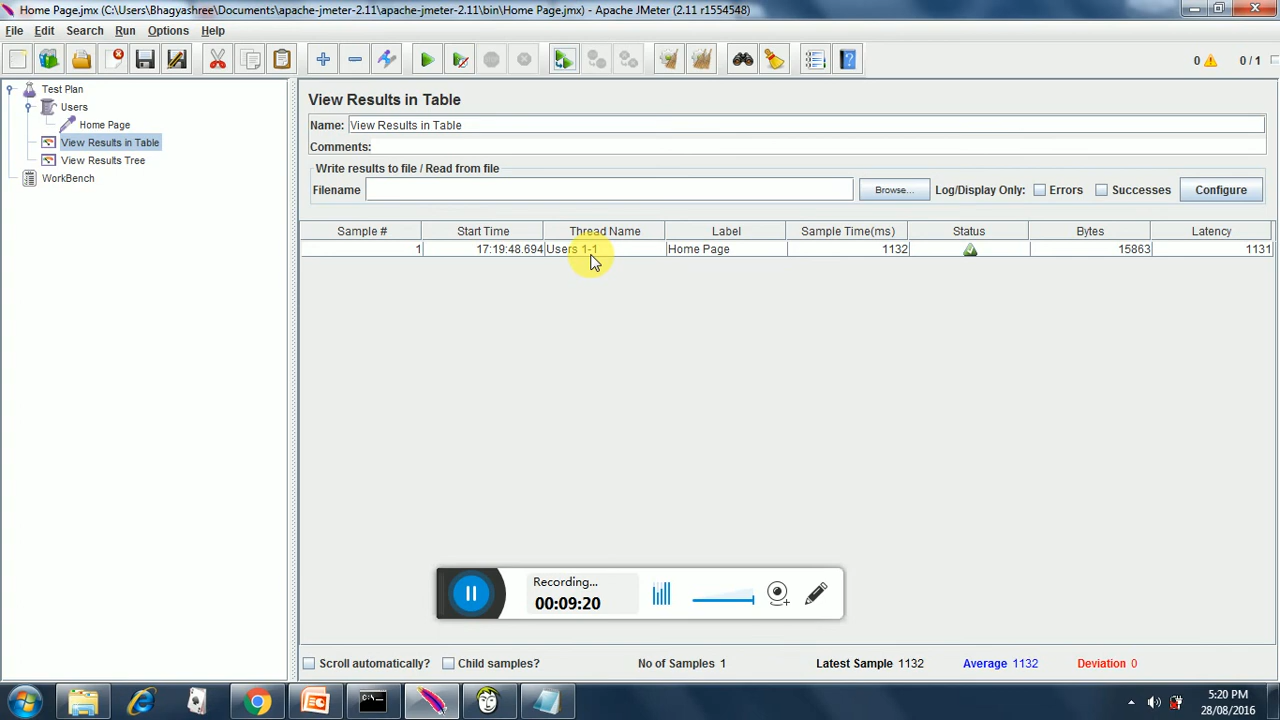 Home Page.jmx (C:\Users\Bhagyashree\Documents\apache-jmeter-2.11\apache-jmeter-2.11\bin\Home Page.jmx) - Apache JMeter (2.11 r1554548)
File Edit Search Run Options Help
0 0 / 1
Test Plan
Users
Home Page
View Results in Table
View Results Tree
WorkBench
View Results in Table
Name: View Results in Table
Comments:
Write results to file / Read from file
Filename Browse... Log/Display Only: Errors Successes Configure
Sample # Start Time Thread Name Label Sample Time(ms) Status Bytes Latency
1 17:19:48.694 Users 1-1 Home Page 1132 15863 1131
Recording...
00:09:20
Scroll automatically? Child samples? No of Samples 1 Latest Sample 1132 Average 1132 Deviation 0
5:20 PM
28/08/2016